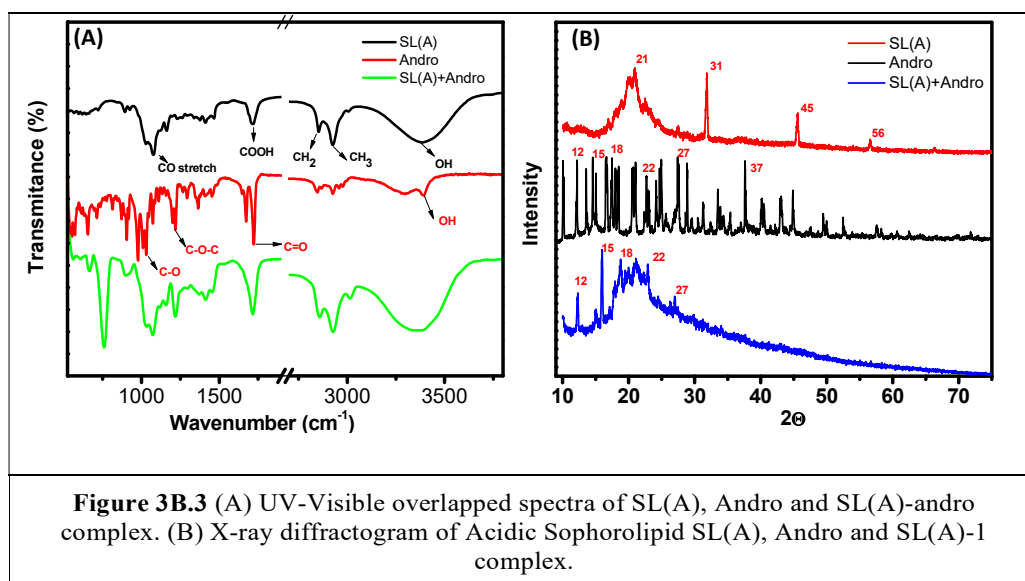 (A)
SL(A)
Andro
SL(A)+Andro
Transmitance (%)
CO stretch
COOH
CH2
CH3
OH
OH
C-O-C
C=O
C-O
1000 1500 3000 3500
Wavenumber (cm-1)
(B)
SL(A)
Andro
SL(A)+Andro
Intensity
21
31
45
56
12
15
18
22
27
37
12
15
18
22
27
10 20 30 40 50 60 70
2Θ
Figure 3B.3 (A) UV-Visible overlapped spectra of SL(A), Andro and SL(A)-andro
complex. (B) X-ray diffractogram of Acidic Sophorolipid SL(A), Andro and SL(A)-1
complex.